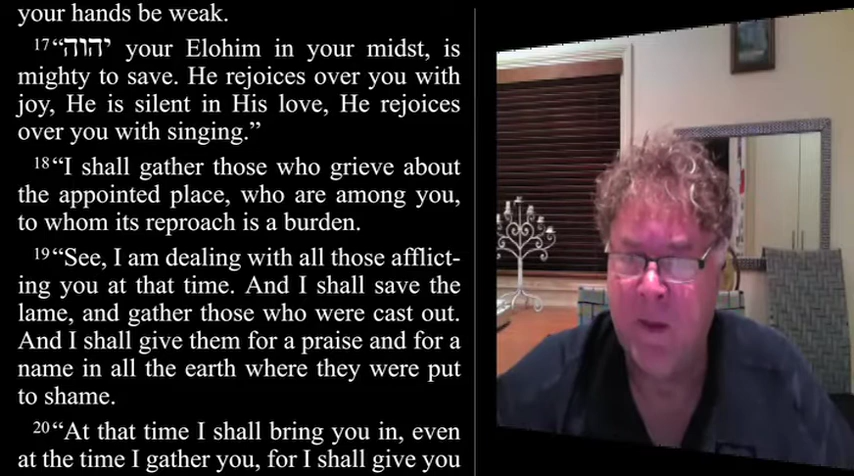 your hands be weak.
17“יהוה your Elohim in your midst, is
mighty to save. He rejoices over you with
joy, He is silent in His love, He rejoices
over you with singing.”
18“I shall gather those who grieve about
the appointed place, who are among you,
to whom its reproach is a burden.
19“See, I am dealing with all those afflict-
ing you at that time. And I shall save the
lame, and gather those who were cast out.
And I shall give them for a praise and for a
name in all the earth where they were put
to shame.
20“At that time I shall bring you in, even
at the time I gather you, for I shall give you